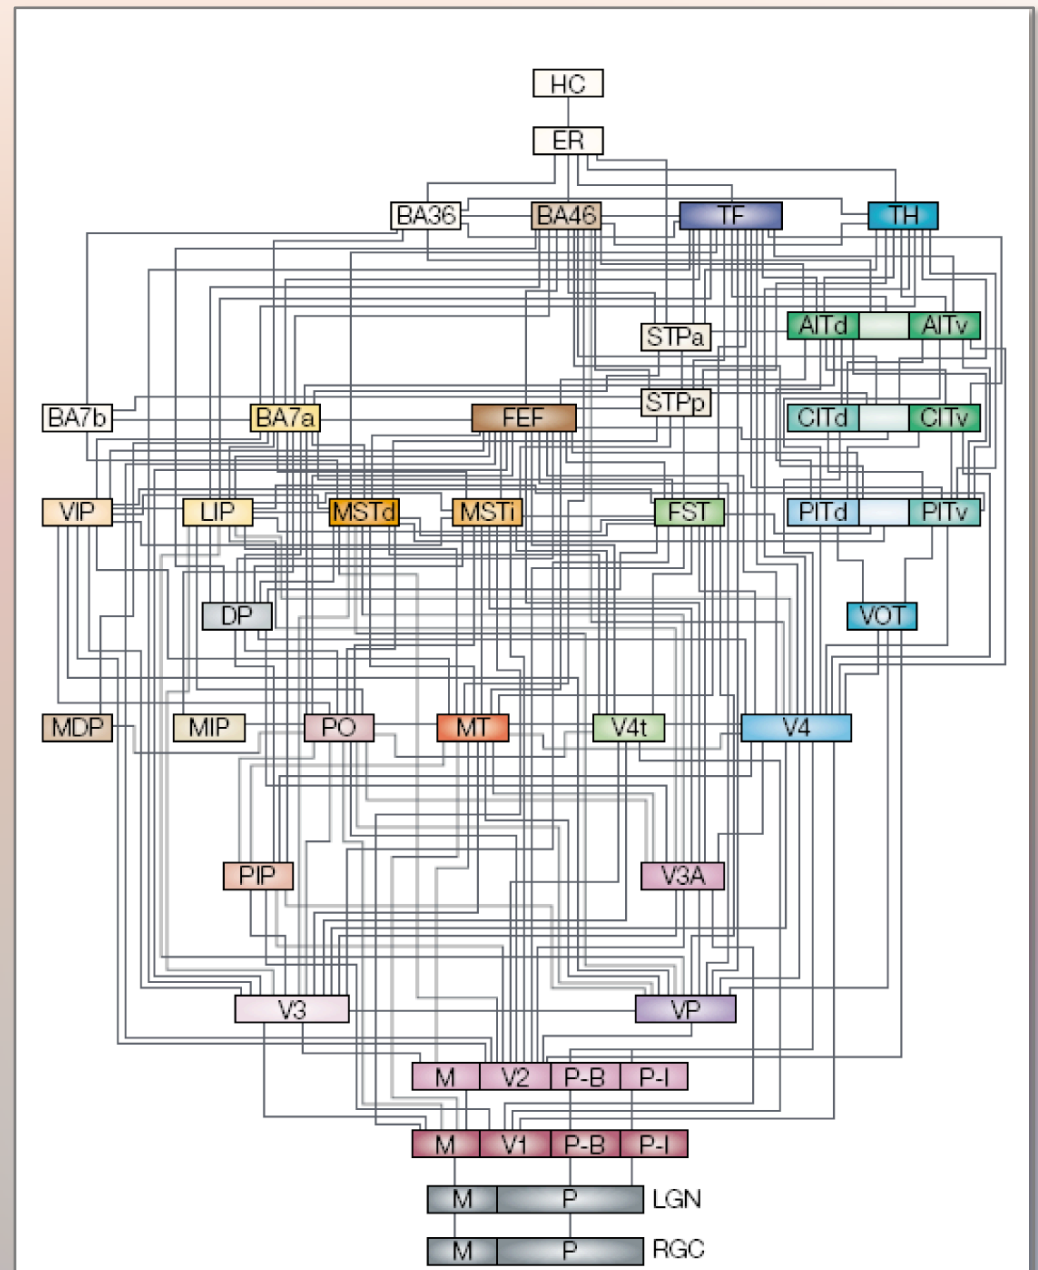 HC
ER
BA36 BA46 TF TH
AITd AITv
STPa
STPp
BA7b BA7a FEF CITd CITv
VIP LIP MSTd MSTi FST PITd PITv
DP VOT
MDP MIP PO MT V4t V4
PIP V3A
V3 VP
M V2 P-B P-I
M V1 P-B P-I
M P LGN
M P RGC